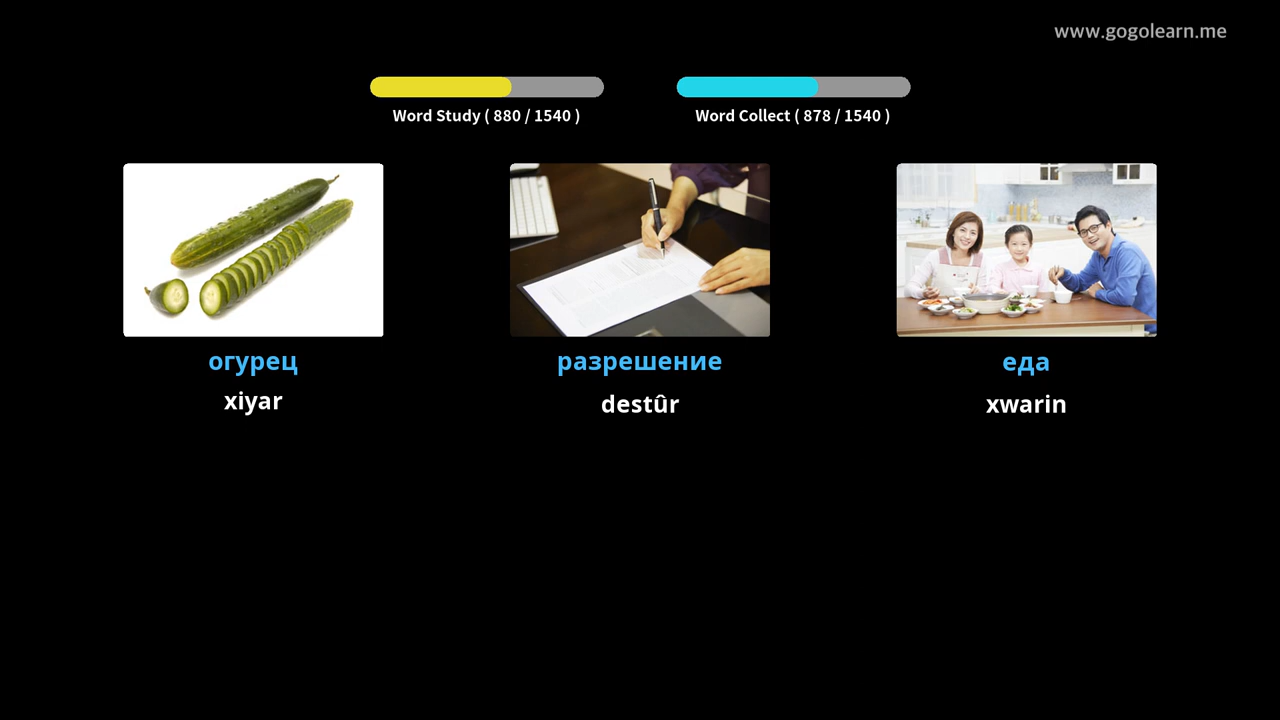 www.gogolearn.me
Word Study ( 880 / 1540 )
Word Collect ( 878 / 1540 )
огурец
разрешение
еда
xiyar
destûr
xwarin